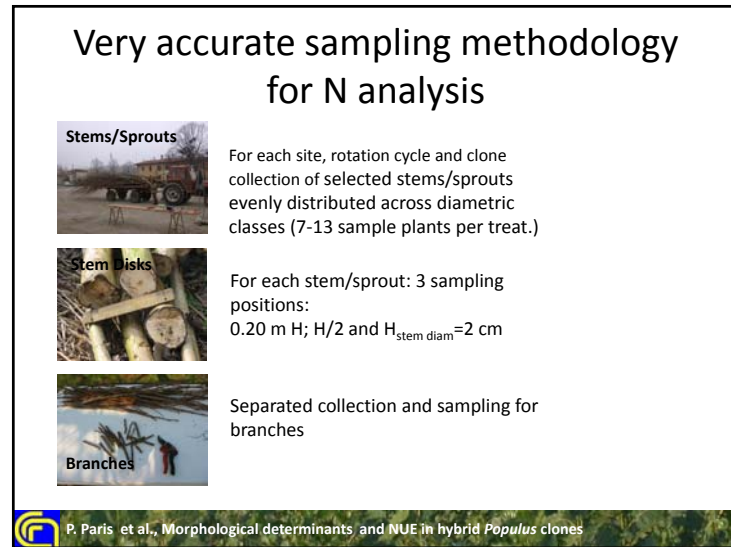 Very accurate sampling methodology
for N analysis
Stems/Sprouts
For each site, rotation cycle and clone
collection of selected stems/sprouts
evenly distributed across diametric
classes (7-13 sample plants per treat.)
Stem Disks
For each stem/sprout: 3 sampling
positions:
0.20 m H; H/2 and Hstem diam=2 cm
Separated collection and sampling for
branches
Branches
P. Paris et al., Morphological determinants and NUE in hybrid Populus clones